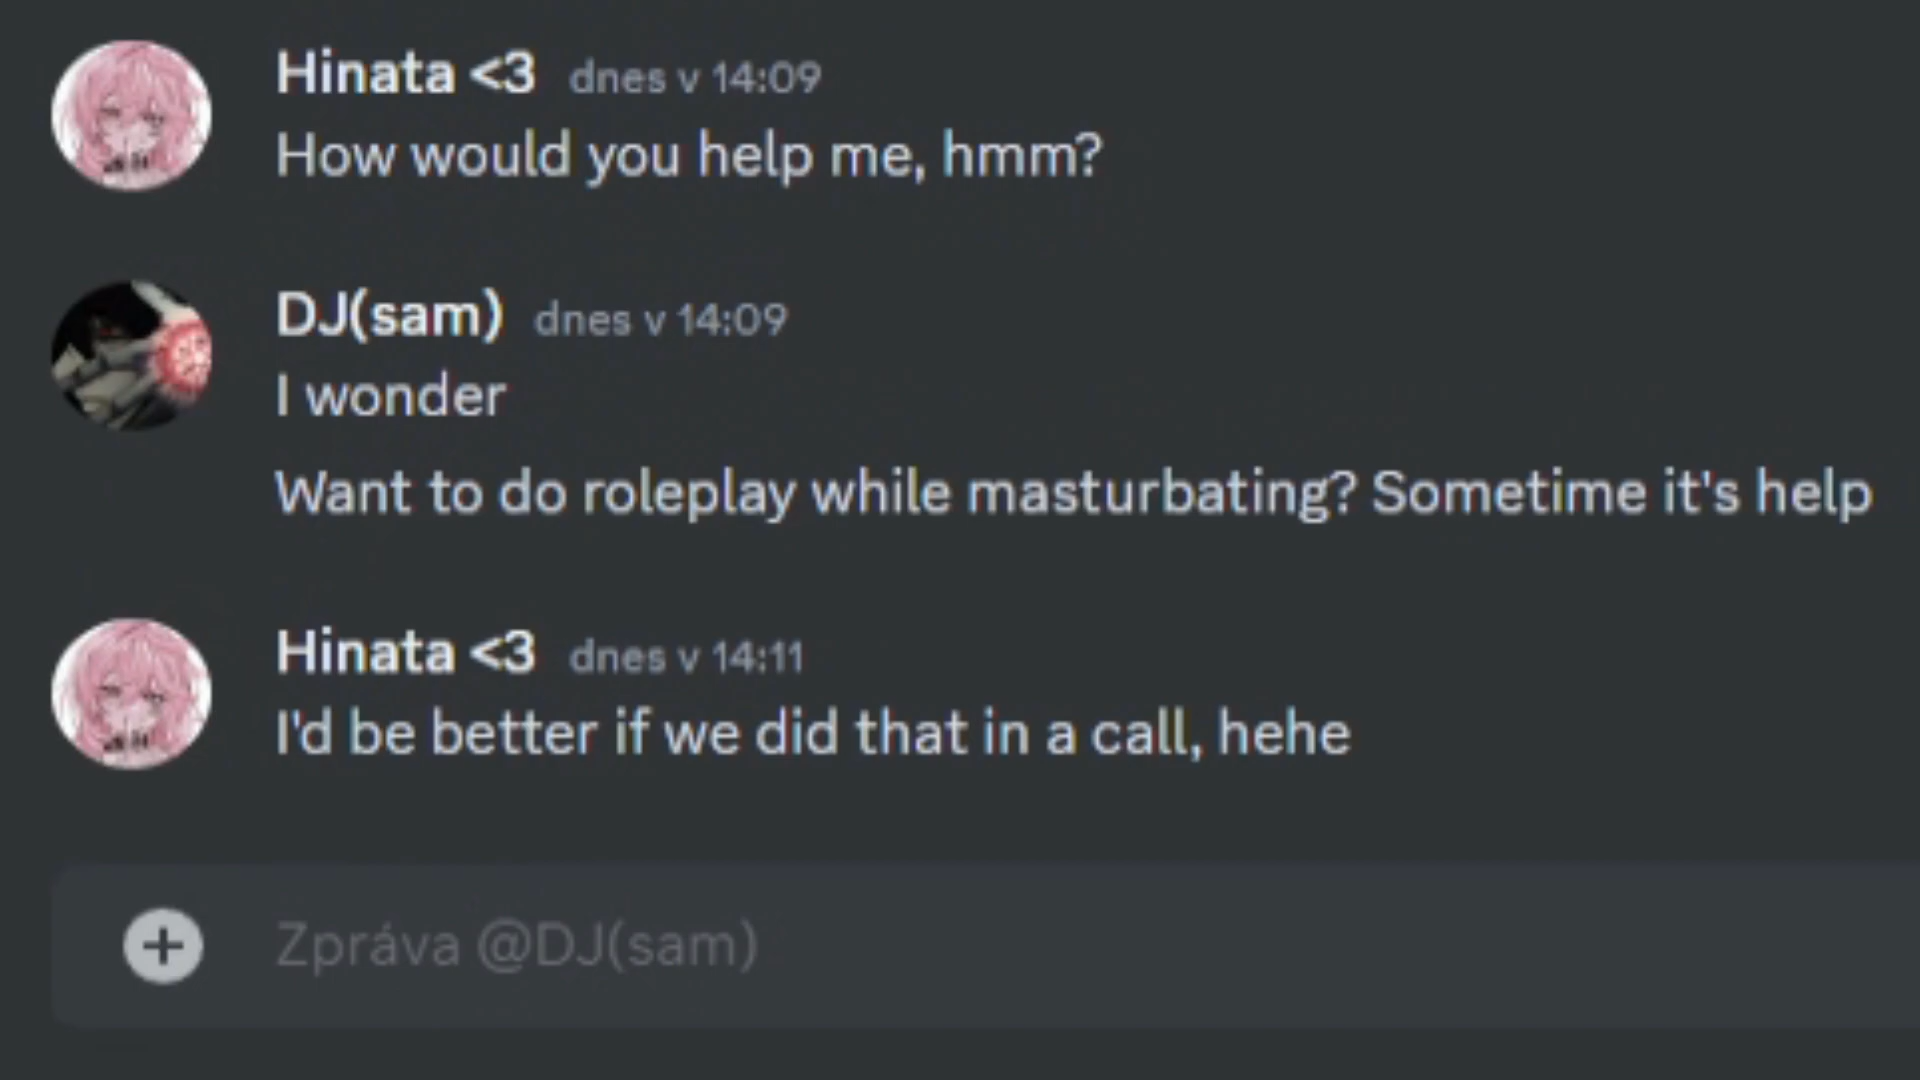 Hinata <3 dnes v 14:09
How would you help me, hmm?
DJ(sam) dnes v 14:09
I wonder
Want to do roleplay while masturbating? Sometime it's help
Hinata <3 dnes v 14:11
I'd be better if we did that in a call, hehe
Zpráva @DJ(sam)